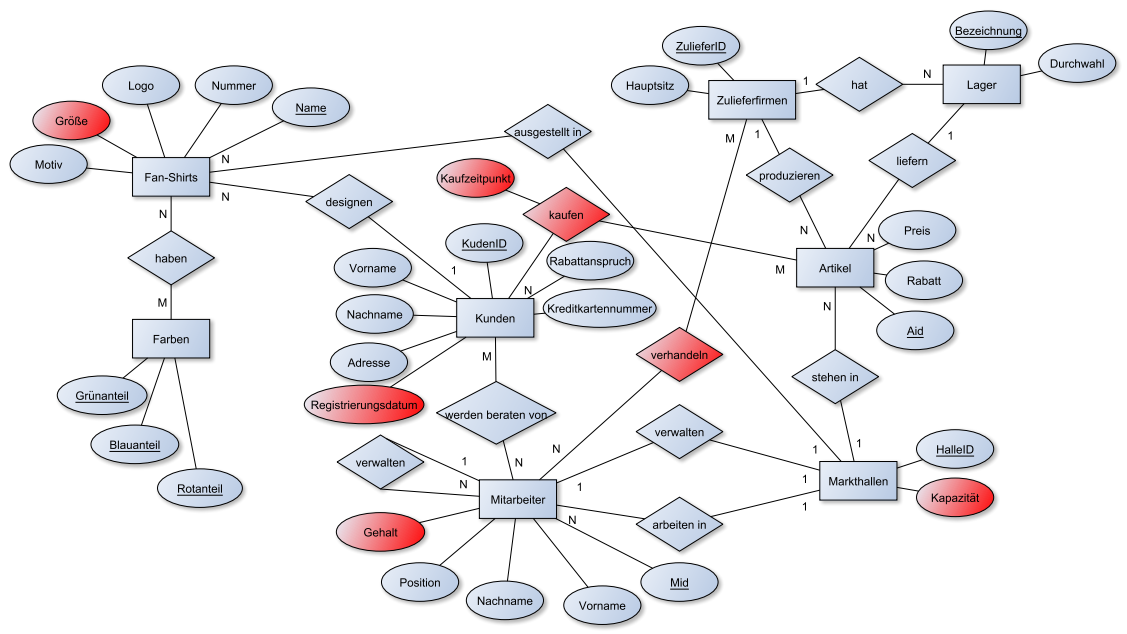 Bezeichnung
ZulieferID
Durchwahl
Logo
Nummer
Hauptsitz
1
hat
N
Lager
Zulieferfirmen
Name
Größe
ausgestellt in
M
1
1
N
liefern
Motiv
Fan-Shirts
Kaufzeitpunkt
produzieren
N
designen
N
kaufen
N
N
Preis
KudenID
haben
Rabattanspruch
M
Artikel
Vorname
1
Rabatt
N
M
Nachname
Kunden
Kreditkartennummer
N
Aid
Farben
M
verhandeln
Adresse
stehen in
Grünanteil
Registrierungsdatum
werden beraten von
verwalten
Blauanteil
1
1
N
HalleID
verwalten
1
N
N
1
Markthallen
Rotanteil
1
Kapazität
Mitarbeiter
1
N
arbeiten in
Gehalt
Position
Mid
Nachname
Vorname